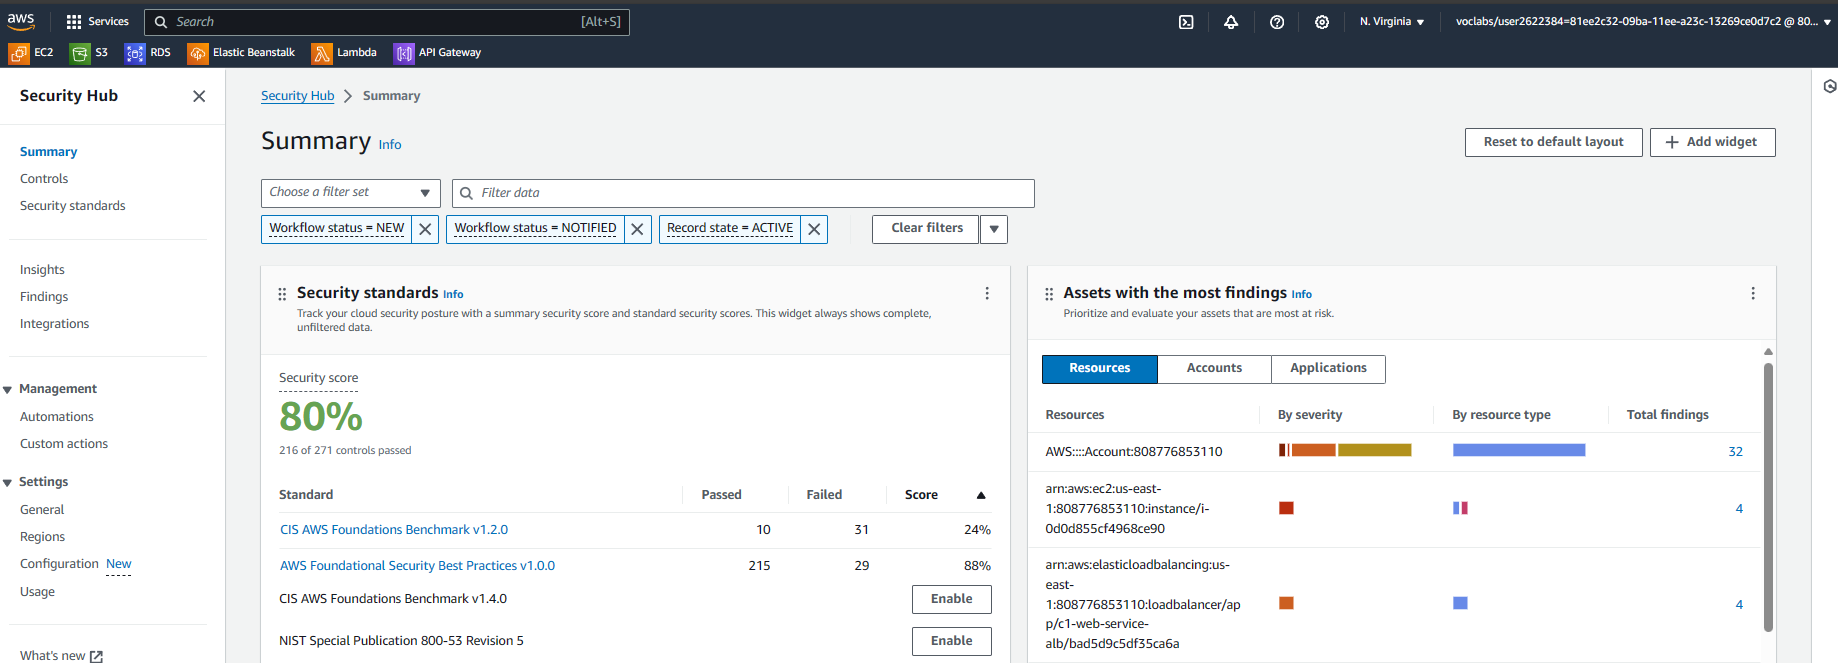 aws
Services
Search
[Alt+S]
N. Virginia
voclabs/user2622384=81ee2c32-09ba-11ee-a23c-13269ce0d7c2 @ 80...
EC2
S3
RDS
Elastic Beanstalk
Lambda
API Gateway
Security Hub
Summary
Controls
Security standards
Insights
Findings
Integrations
Management
Automations
Custom actions
Settings
General
Regions
Configuration New
Usage
What's new
Security Hub
Summary
Summary Info
Reset to default layout
Add widget
Choose a filter set
Filter data
Workflow status = NEW
Workflow status = NOTIFIED
Record state = ACTIVE
Clear filters
Security standards Info
Track your cloud security posture with a summary security score and standard security scores. This widget always shows complete,
unfiltered data.
Security score
80%
216 of 271 controls passed
Standard Passed Failed Score
CIS AWS Foundations Benchmark v1.2.0 10 31 24%
AWS Foundational Security Best Practices v1.0.0 215 29 88%
CIS AWS Foundations Benchmark v1.4.0 Enable
NIST Special Publication 800-53 Revision 5 Enable
Assets with the most findings Info
Prioritize and evaluate your assets that are most at risk.
Resources Accounts Applications
Resources By severity By resource type Total findings
AWS::::Account:808776853110 32
arn:aws:ec2:us-east-
1:808776853110:instance/i- 4
0d0d855cf4968ce90
arn:aws:elasticloadbalancing:us-
east-
1:808776853110:loadbalancer/ap 4
p/c1-web-service-
alb/bad5d9c5df35ca6a